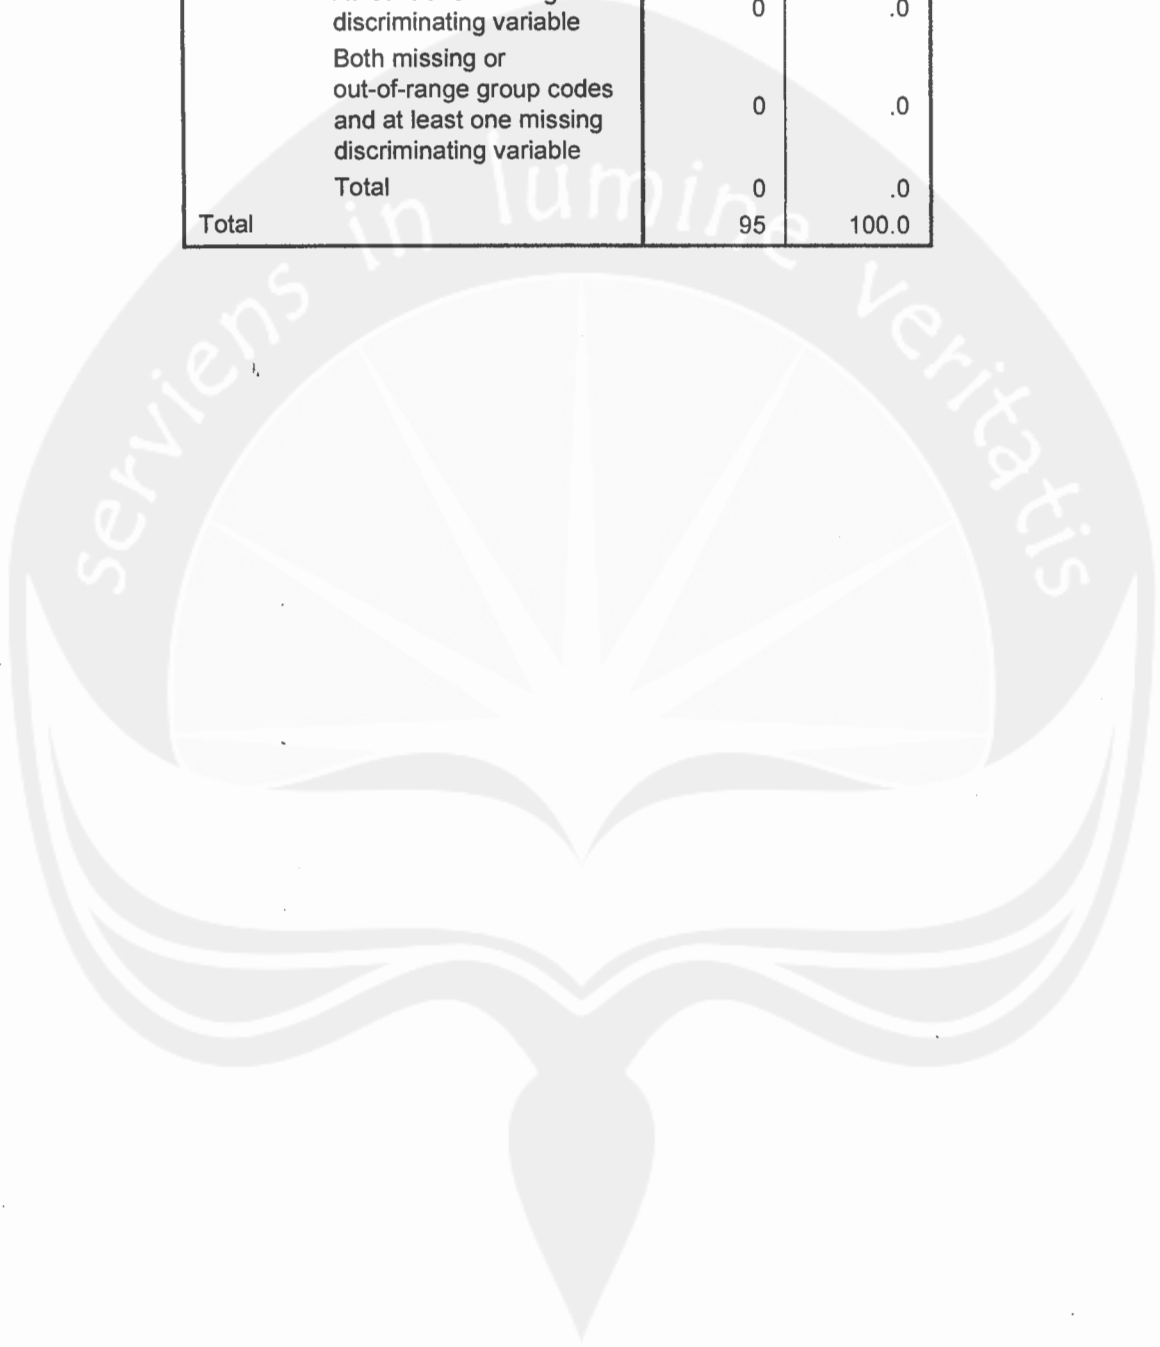 discriminating variable 0 .0
Both missing or
out-of-range group codes
and at least one missing 0 .0
discriminating variable
Total 0 .0
Total 95 100.0
serviens in lumine veritatis